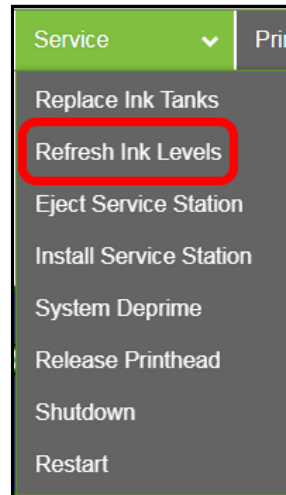 Service
Pri
Replace Ink Tanks
Refresh Ink Levels
Eject Service Station
Install Service Station
System Deprime
Release Printhead
Shutdown
Restart